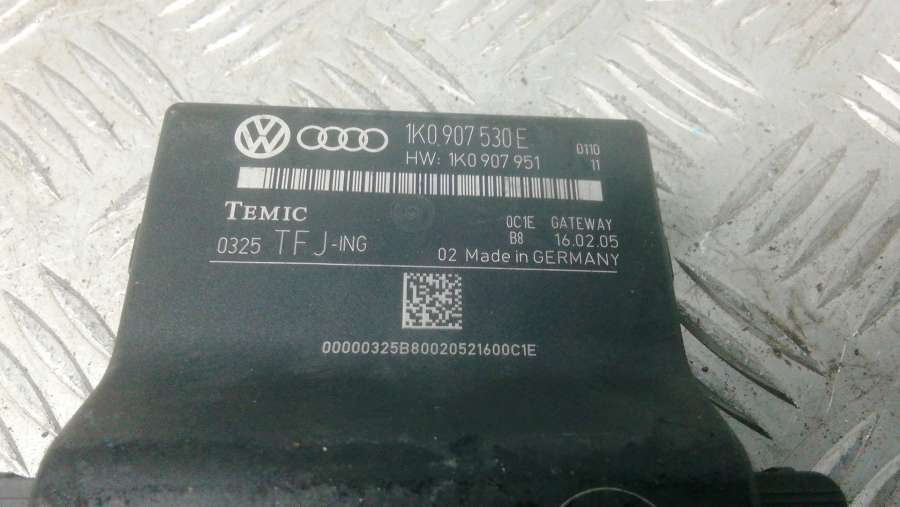 1K0 907 530 E
HW: 1K0 907 951 0110 11
TEMIC
0C1E GATEWAY
0325 TFJ-ING B8 16.02.05
02 Made in GERMANY
00000325B80020521600C1E